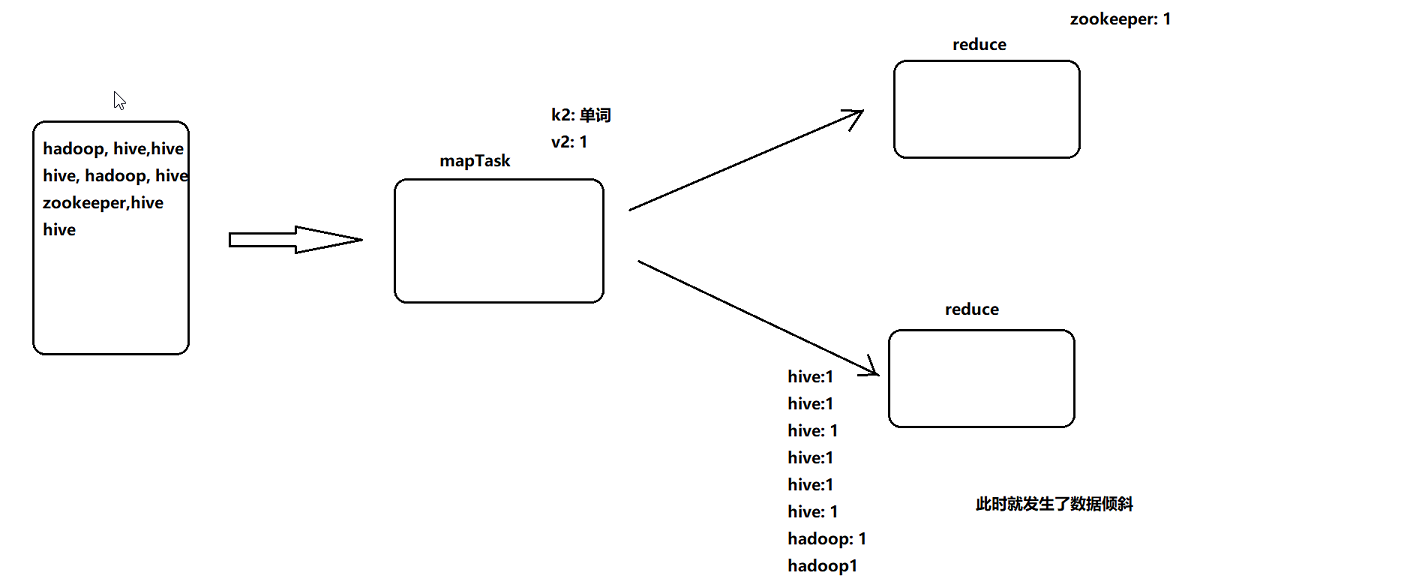 hadoop, hive,hive
hive, hadoop, hive
zookeeper,hive
hive
mapTask
k2: 单词
v2: 1
zookeeper: 1
reduce
reduce
hive:1
hive:1
hive: 1
hive:1
hive:1
hive: 1
hadoop: 1
hadoop1
此时就发生了数据倾斜